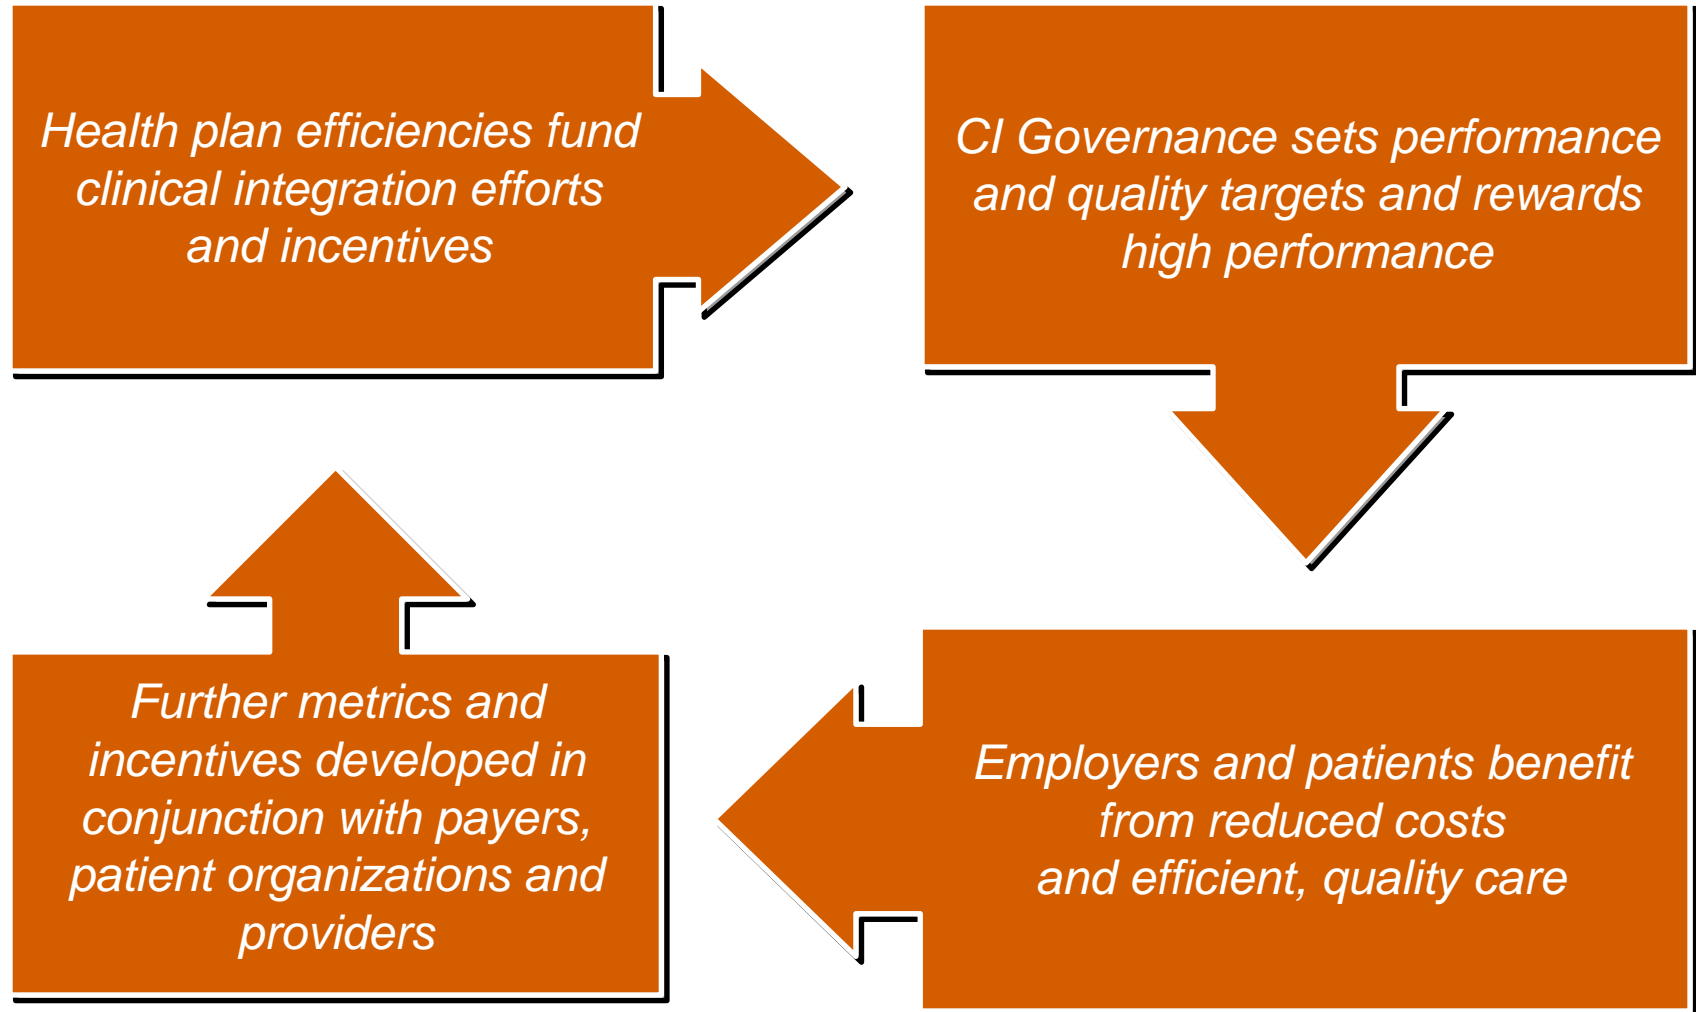 Health plan efficiencies fund
clinical integration efforts
and incentives
CI Governance sets performance
and quality targets and rewards
high performance
Employers and patients benefit
from reduced costs
and efficient, quality care
Further metrics and
incentives developed in
conjunction with payers,
patient organizations and
providers